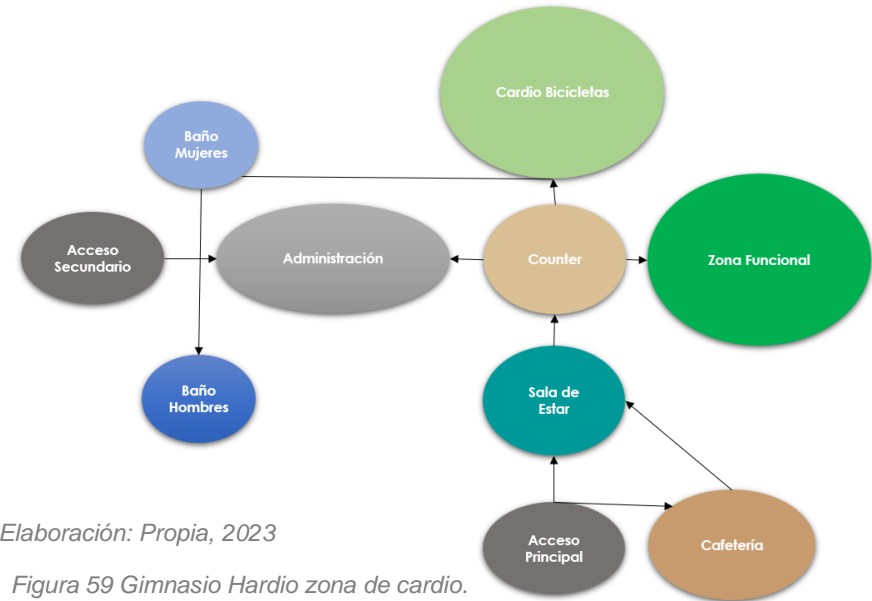 Cardio Bicicletas
Baño
Mujeres
Acceso
Secundario
Administración
Counter
Zona Funcional
Baño
Hombres
Sala de
Estar
Acceso
Principal
Cafetería
Elaboración: Propia, 2023
Figura 59 Gimnasio Hardio zona de cardio.